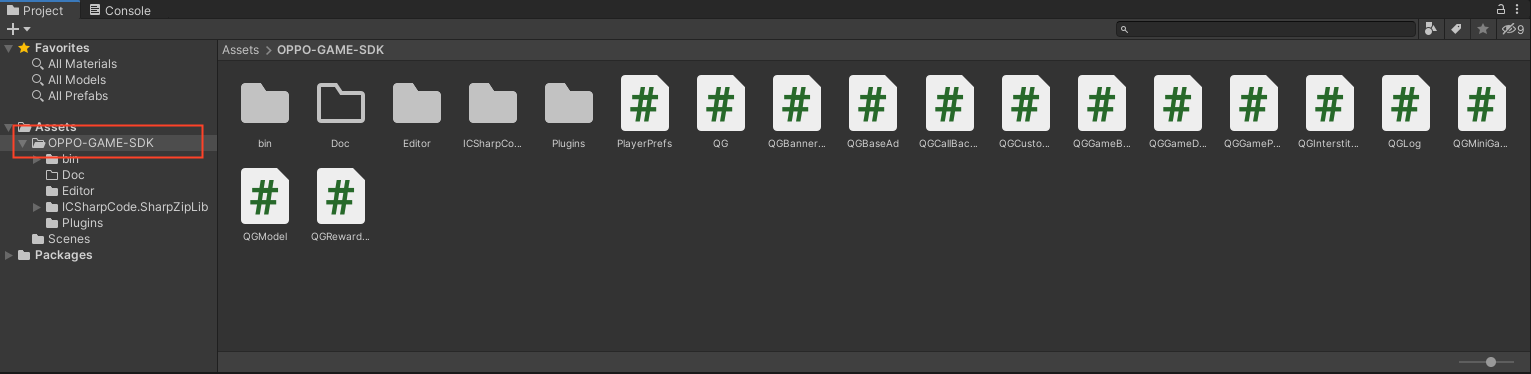 Project
Console
9
Favorites
All Materials
All Models
All Prefabs
Assets
OPPO-GAME-SDK
bin
Doc
Editor
ICSharpCode.SharpZipLib
Plugins
Scenes
Packages
Assets > OPPO-GAME-SDK
bin
Doc
Editor
ICSharpCo...
Plugins
PlayerPrefs
QG
QGBanner...
QGBaseAd
QGCallBac...
QGCusto...
QGGameB...
QGGameD...
QGGameP...
QGInterstit...
QGLog
QGMiniGa...
QGModel
QGReward...